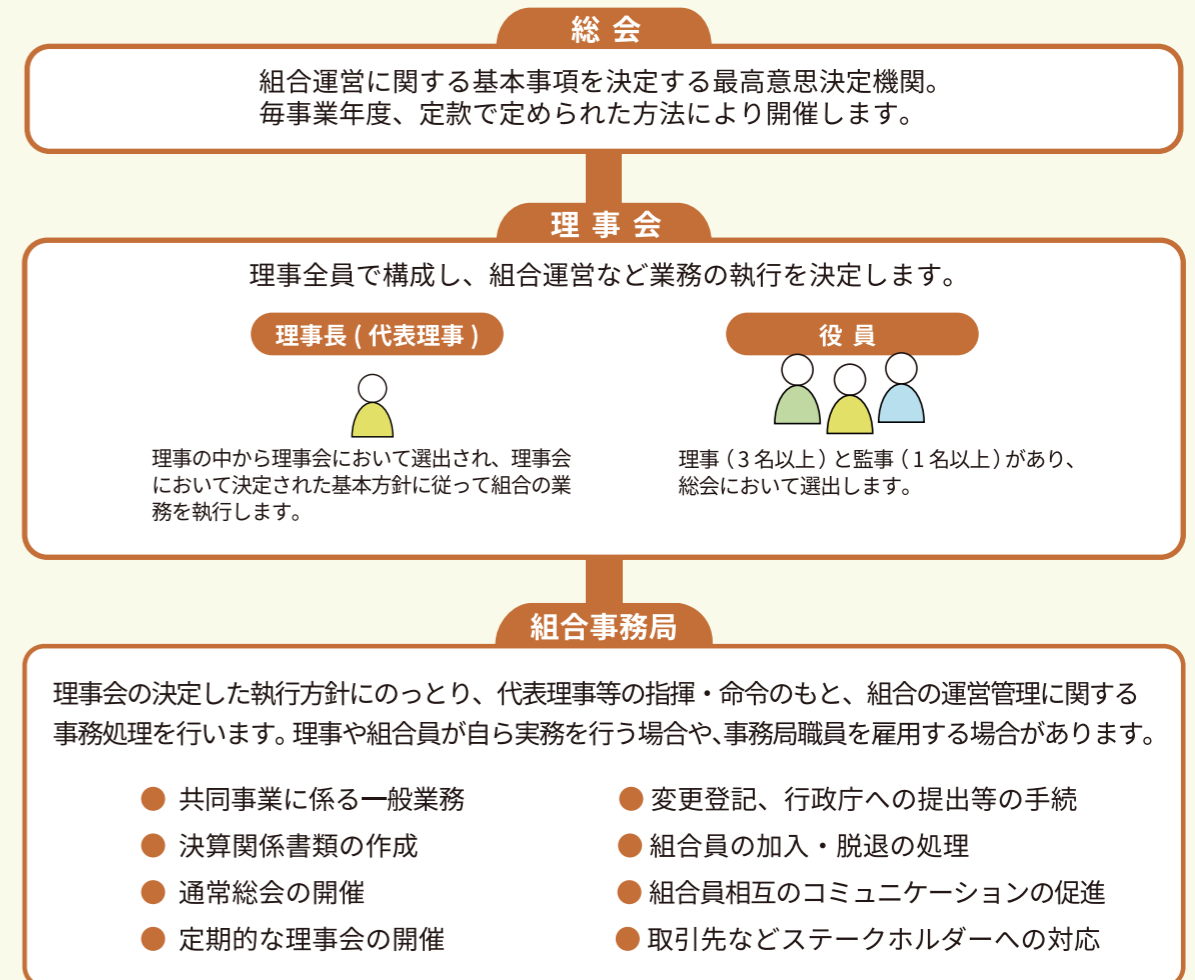 総会
組合運営に関する基本事項を決定する最高意思決定機関。
毎事業年度、定款で定められた方法により開催します。
理事会
理事全員で構成し、組合運営など業務の執行を決定します。
理事長(代表理事)
理事の中から理事会において選出され、理事会
において決定された基本方針に従って組合の業
務を執行します。
役員
理事(3名以上)と監事(1名以上)があり、
総会において選出します。
組合事務局
理事会の決定した執行方針にのっとり、代表理事等の指揮・命令のもと、組合の運営管理に関する
事務処理を行います。理事や組合員が自ら実務を行う場合や、事務局職員を雇用する場合があります。
● 共同事業に係る一般業務
● 決算関係書類の作成
● 通常総会の開催
● 定期的な理事会の開催
● 変更登記、行政庁への提出等の手続
● 組合員の加入・脱退の処理
● 組合員相互のコミュニケーションの促進
● 取引先などステークホルダーへの対応